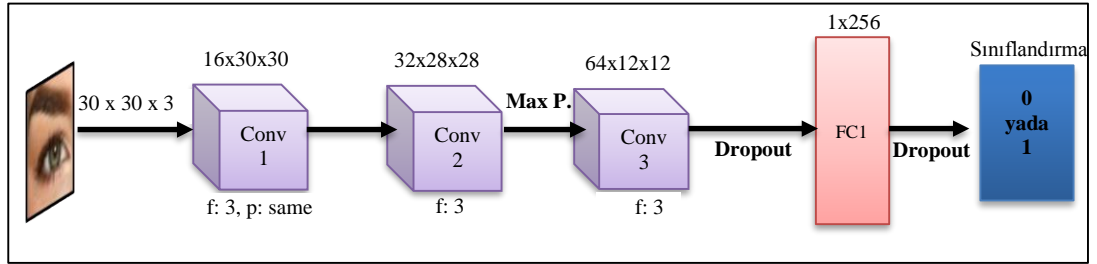 30 x 30 x 3
16x30x30
Conv
1
f: 3, p: same
32x28x28
Conv
2
f: 3
Max P.
64x12x12
Conv
3
f: 3
Dropout
1x256
FC1
Dropout
Sınıflandırma
0
yada
1